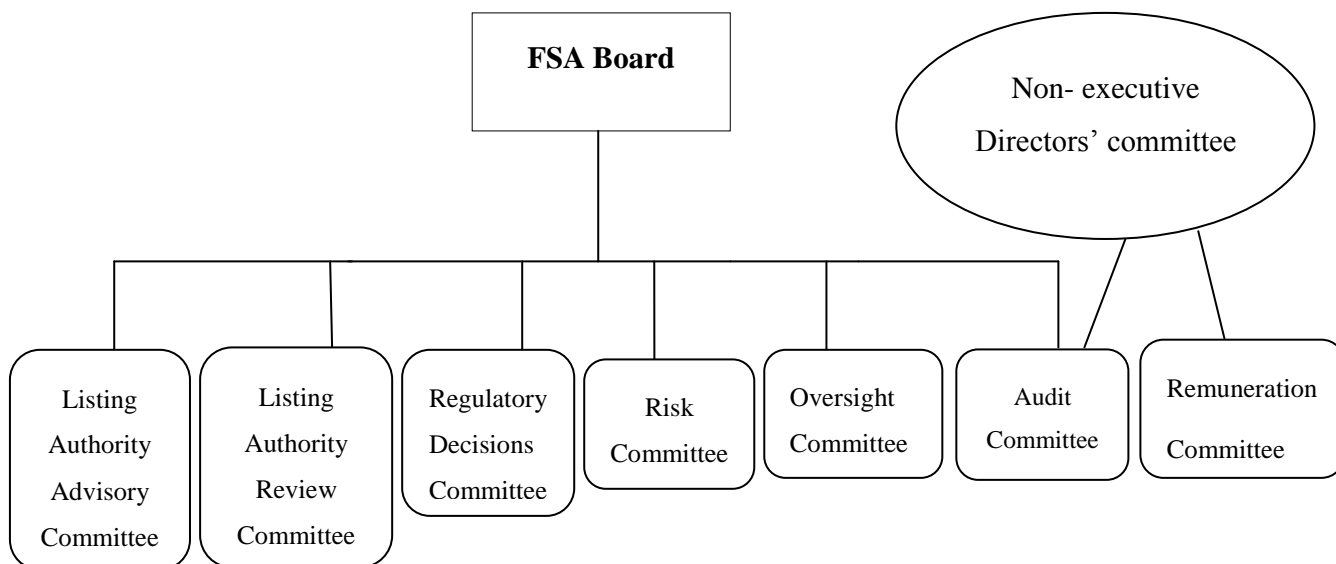 FSA Board
Non- executive
Directors’ committee
Listing
Authority
Advisory
Committee
Listing
Authority
Review
Committee
Regulatory
Decisions
Committee
Risk
Committee
Oversight
Committee
Audit
Committee
Remuneration
Committee